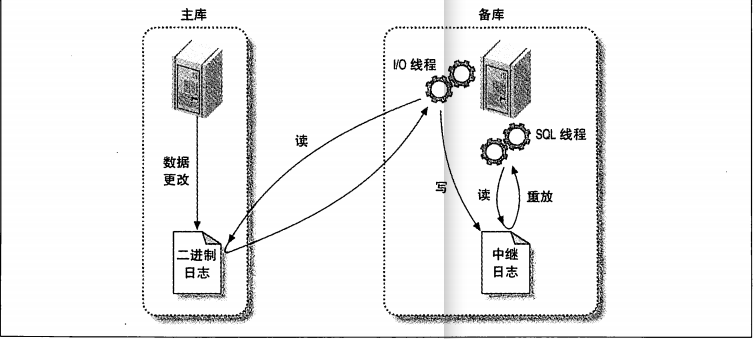 主库
备库
I/O 线程
SQL 线程
读
数据
更改
写
读
重放
二进制
日志
中继
日志